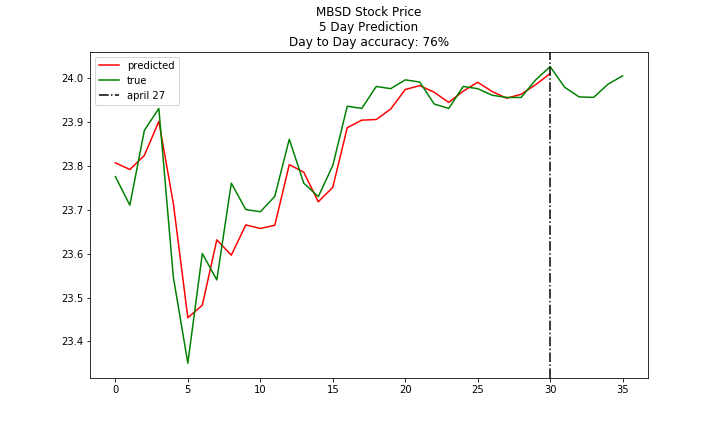 MBSD Stock Price
5 Day Prediction
Day to Day accuracy: 76%
predicted
true
april 27
24.0
23.9
23.8
23.7
23.6
23.5
23.4
0 5 10 15 20 25 30 35